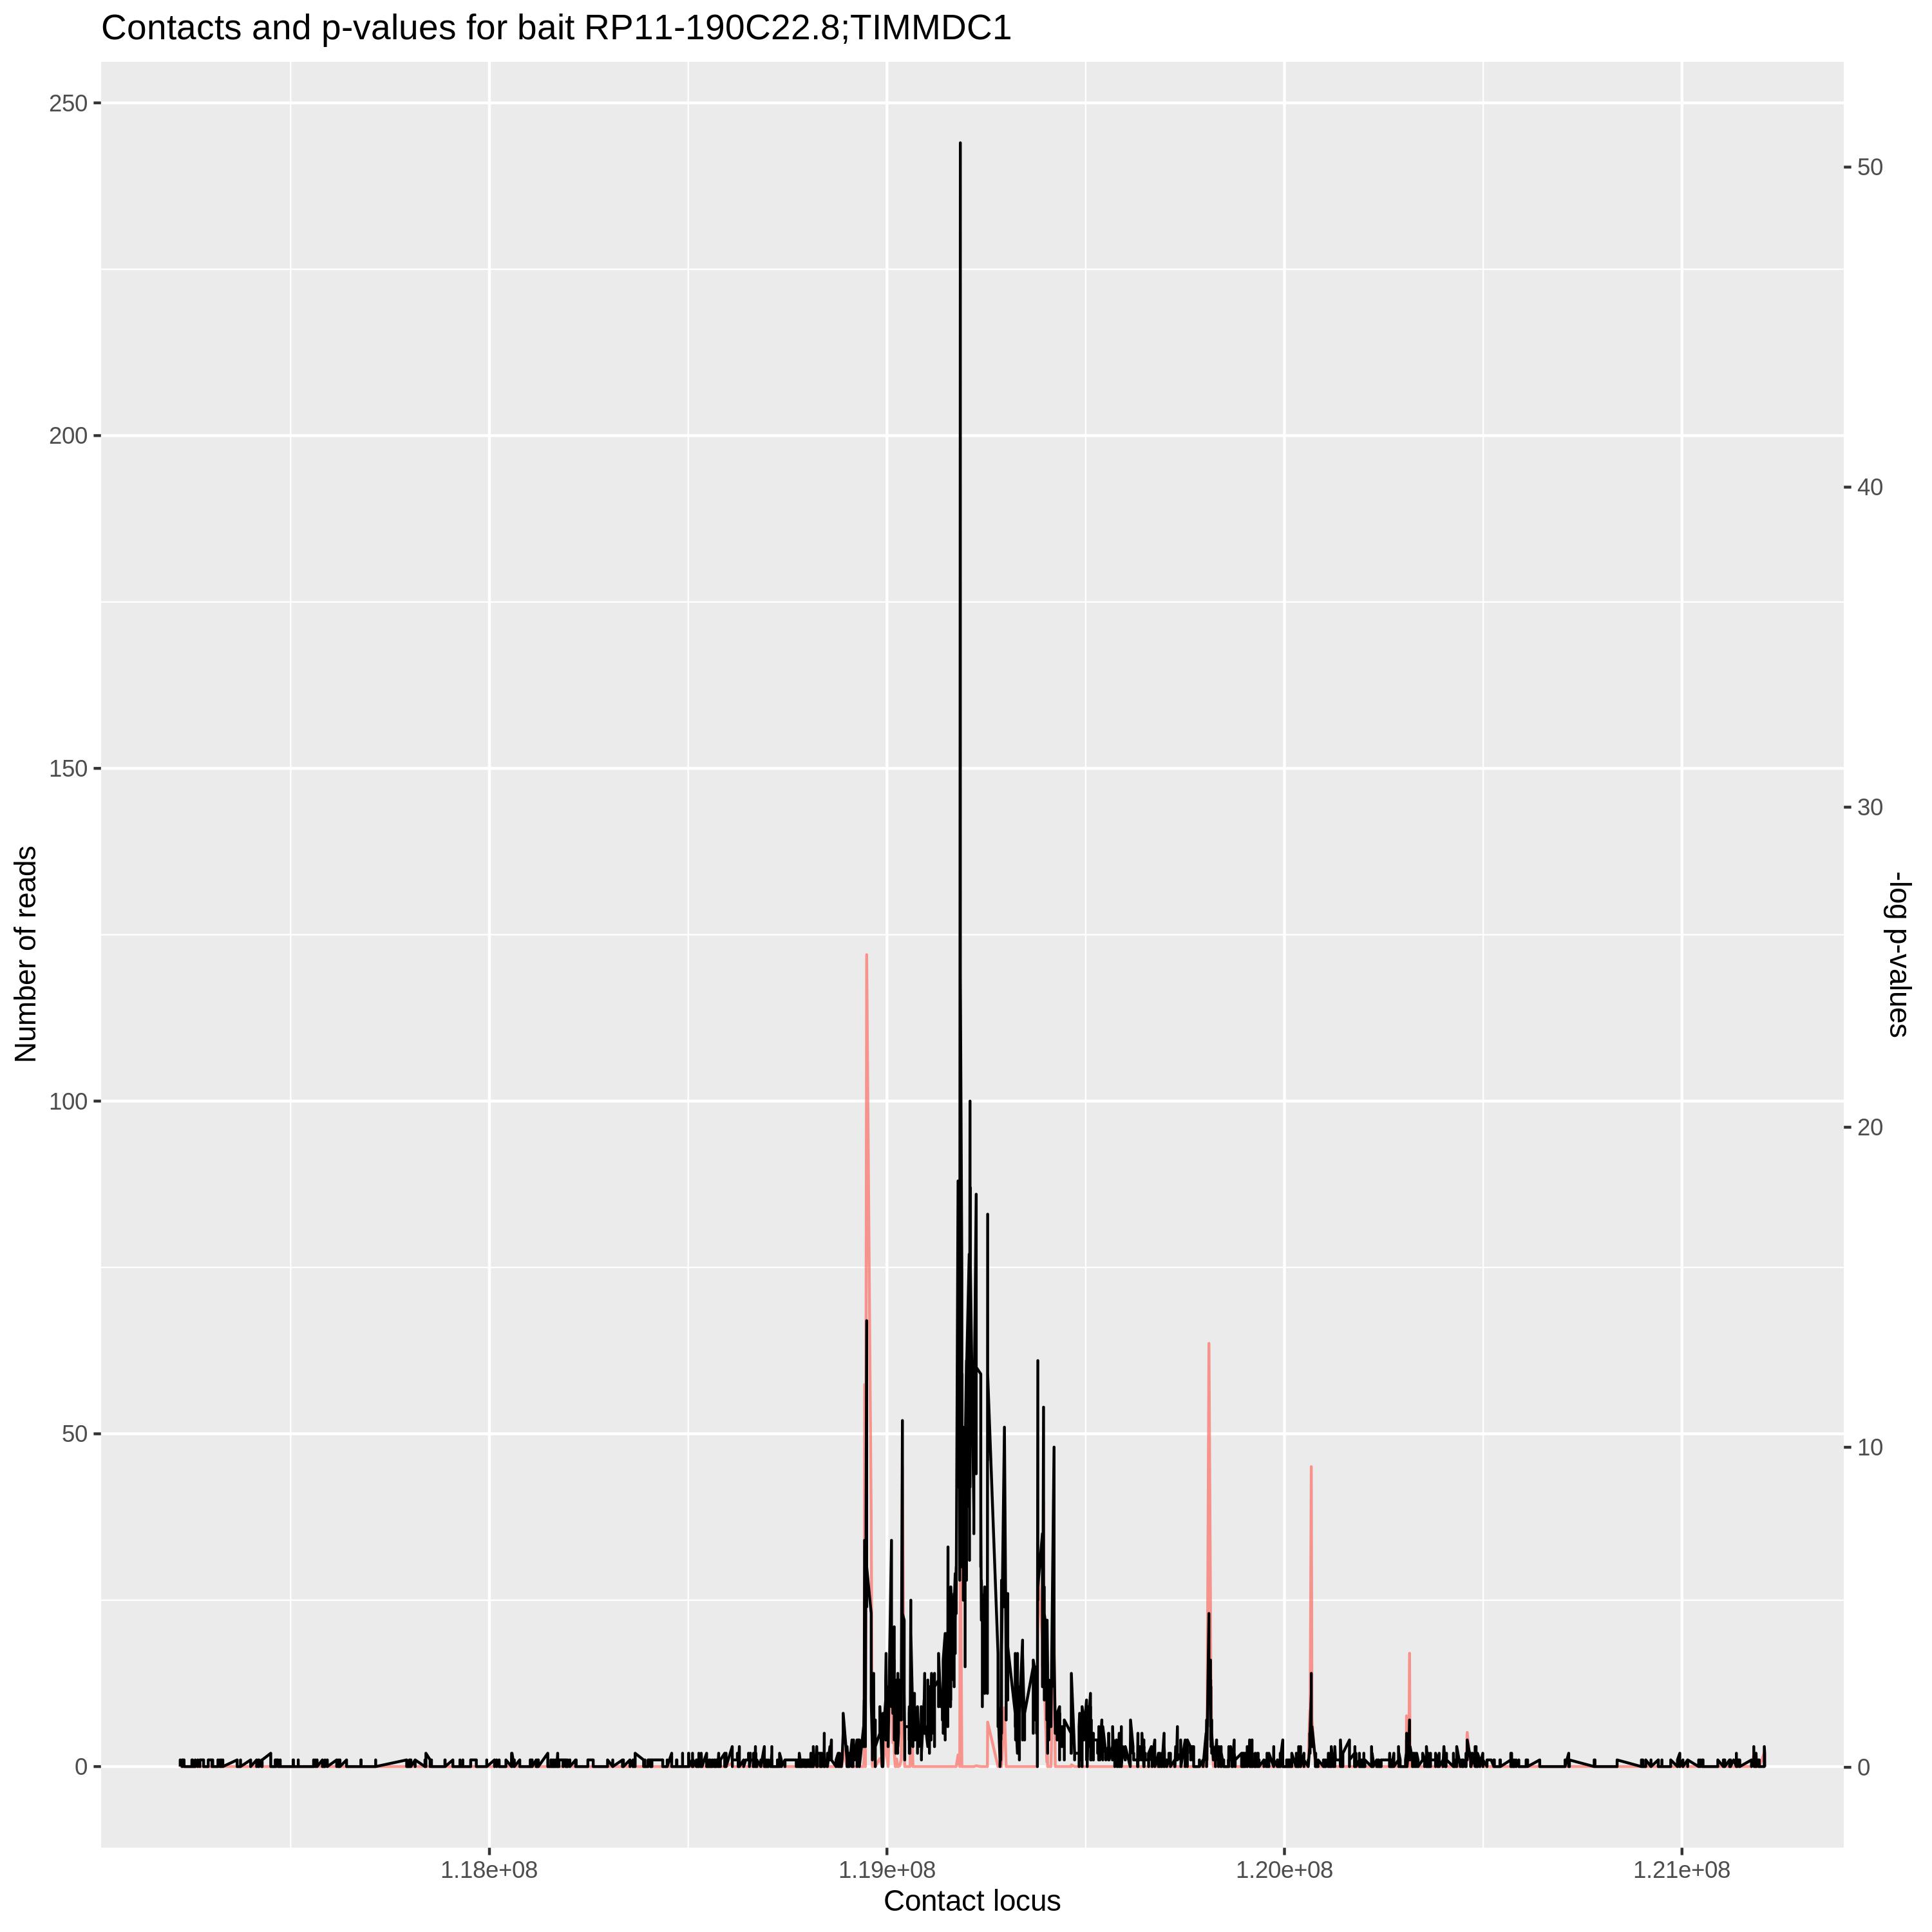 Contacts and p-values for bait RP11-190C22.8;TIMMDC1
250
200
150
100
50
0
Number of reads
50
40
30
20
10
0
-log p-values
1.18e+08
1.19e+08
1.20e+08
1.21e+08
Contact locus